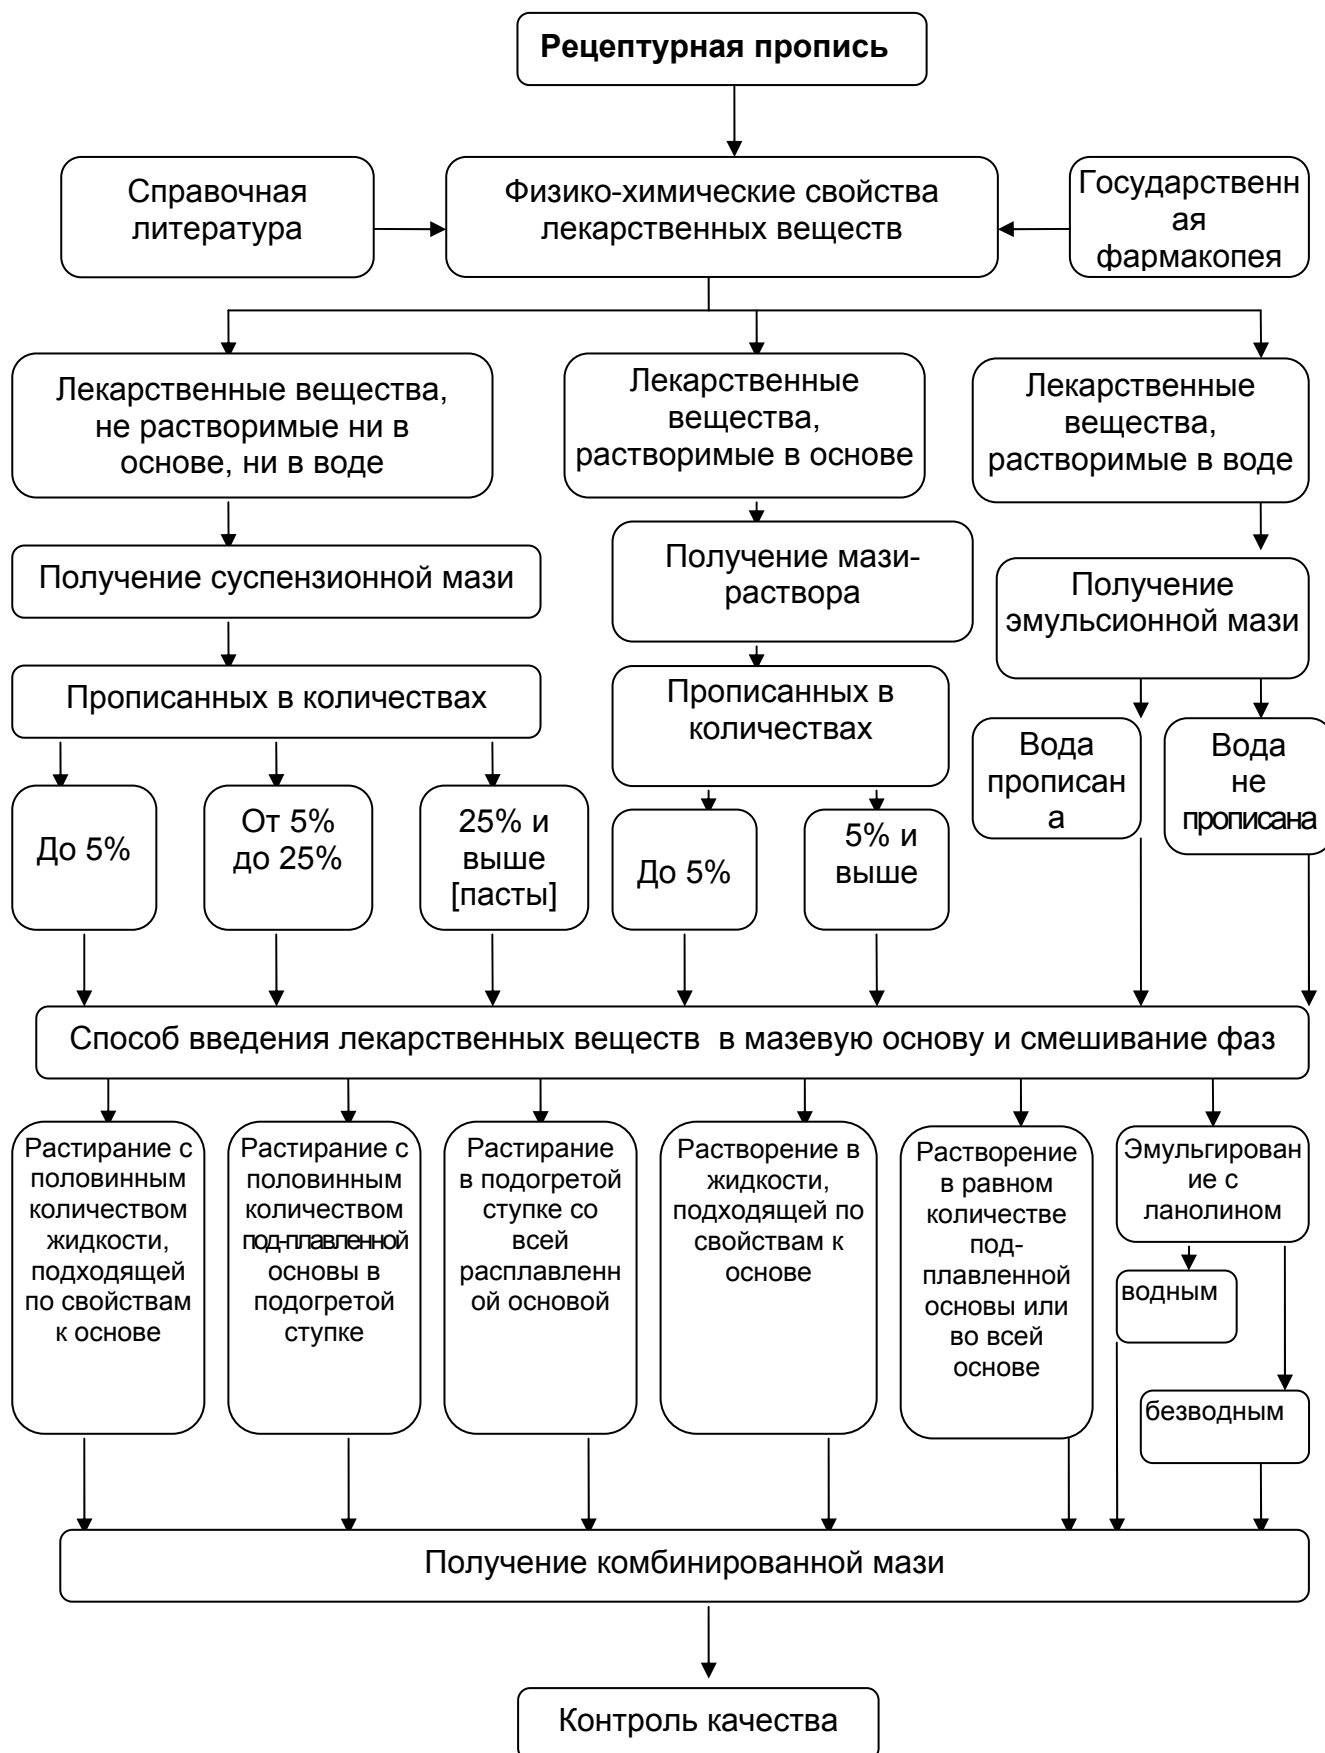 Рецептурная пропись
Справочная
литература
Физико-химические свойства
лекарственных веществ
Государственн
ая
фармакопея
Лекарственные вещества,
не растворимые ни в
основе, ни в воде
Лекарственные
вещества,
растворимые в основе
Лекарственные
вещества,
растворимые в воде
Получение суспензионной мази
Получение мази-
раствора
Получение
эмульсионной мази
Прописанных в количествах
Прописанных в
количествах
Вода
прописан
а
Вода
не
прописана
До 5%
От 5%
до 25%
25% и
выше
[пасты]
До 5%
5% и
выше
Способ введения лекарственных веществ в мазевую основу и смешивание фаз
Растирание с
половинным
количеством
жидкости,
подходящей
по свойствам
к основе
Растирание с
половинным
количеством
под-плавленной
основы в
подогретой
ступке
Растирание
в подогретой
ступке со
всей
расплавленн
ой основой
Растворение в
жидкости,
подходящей по
свойствам к
основе
Растворение
в равном
количестве
под-
плавленной
основы или
во всей
основе
Эмульгирован
ие с
ланолином
водным
безводным
Получение комбинированной мази
Контроль качества